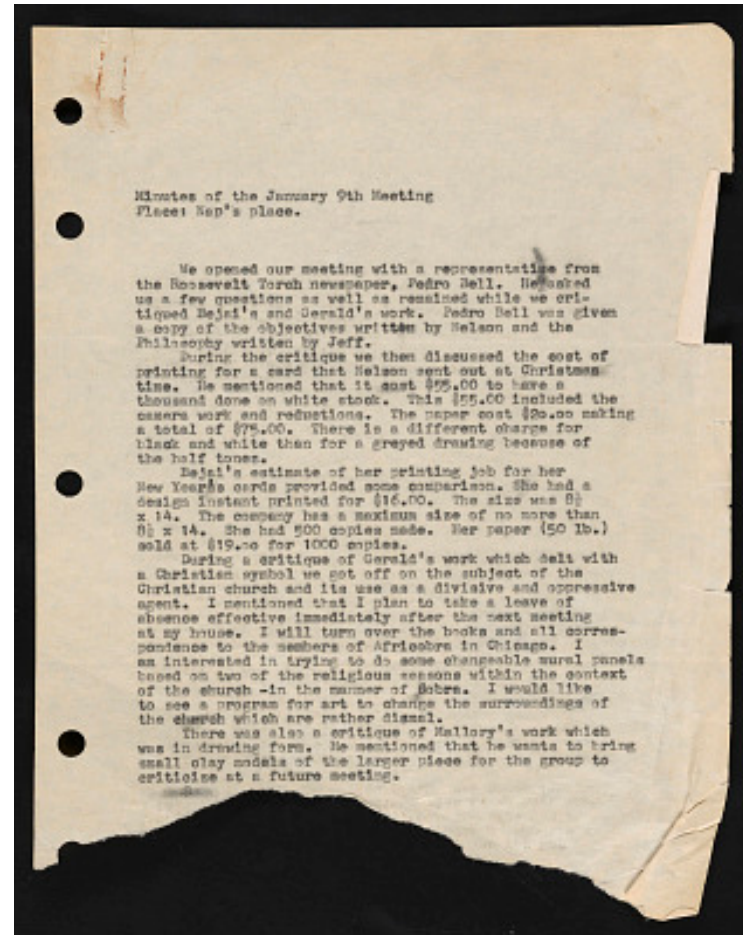 Minutes of the January 9th Meeting
Place: Nap's place.
We opened our meeting with a representative from
the Roosevelt Torch newspaper, Pedro Bell. He asked
us a few questions as well as remained while we cri-
tiqued Bejai's and Gerald's work. Pedro Bell was given
a copy of the objectives written by Nelson and the
Philosophy written by Jeff.
During the critique we then discussed the cost of
printing for a card that Nelson sent out at Christmas
time. He mentioned that it cost $55.00 to have a
thousand done on white stock. This $55.00 included the
camera work and reductions. The paper cost $20.00 making
a total of $75.00. There is a different charge for
black and white than for a greyed drawing because of
the half tones.
Bejai's estimate of her printing job for her
New Year's cards provided some comparison. She had a
design instant printed for $16.00. The size was 8½
x 14. The company has a maximum size of no more than
8½ x 14. She had 500 copies made. Her paper (50 lb.)
sold at $19.00 for 1000 copies.
During a critique of Gerald's work which delt with
a Christian symbol we got off on the subject of the
Christian church and its use as a divisive and oppressive
agent. I mentioned that I plan to take a leave of
absence effective immediately after the next meeting
at my house. I will turn over the books and all corres-
pondence to the members of Africobra in Chicago. I
am interested in trying to do some changeable mural panels
based on two of the religious seasons within the context
of the church -in the manner of Cobra. I would like
to see a program for art to change the surroundings of
the church which are rather dismal.
There was also a critique of Mallory's work which
was in drawing form. He mentioned that he wants to bring
small clay models of the larger piece for the group to
criticize at a future meeting.